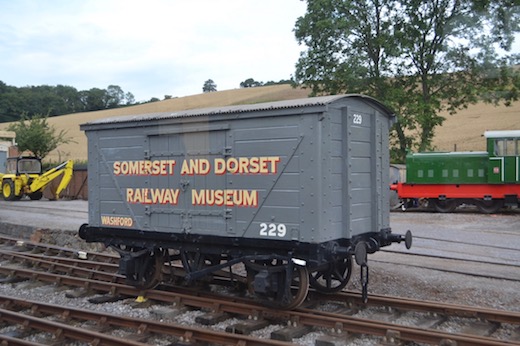 229
SOMERSET AND DORSET
RAILWAY MUSEUM
WASHFORD
229